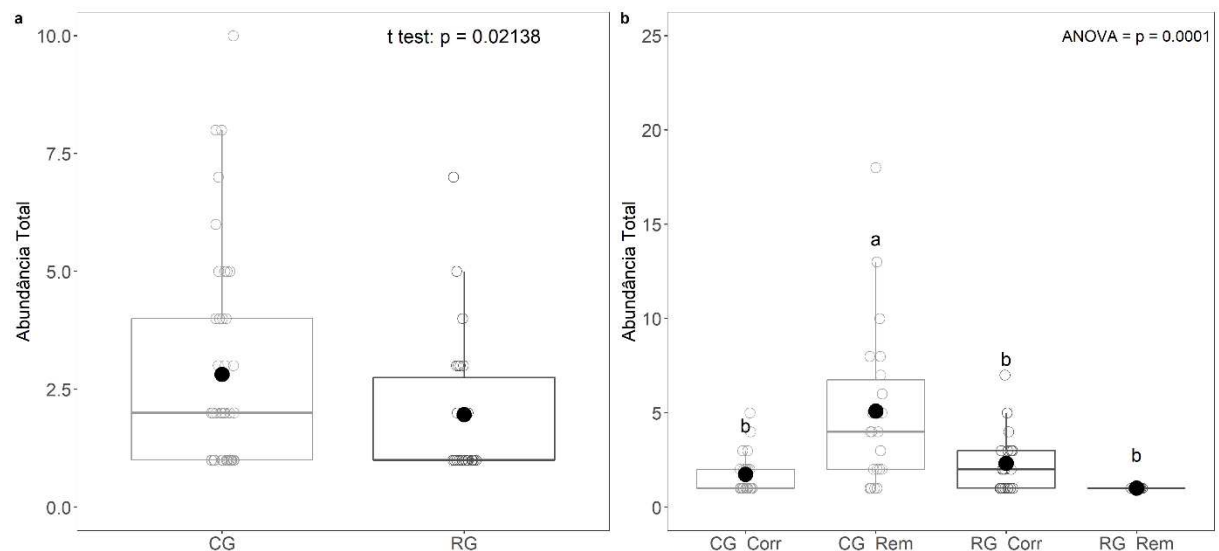 a
t test: p = 0.02138
Abundância Total
10.0
7.5
5.0
2.5
0.0
CG
RG
b
ANOVA = p = 0.0001
Abundância Total
25
20
15
10
5
0
b
a
b
b
CG Corr
CG Rem
RG Corr
RG Rem